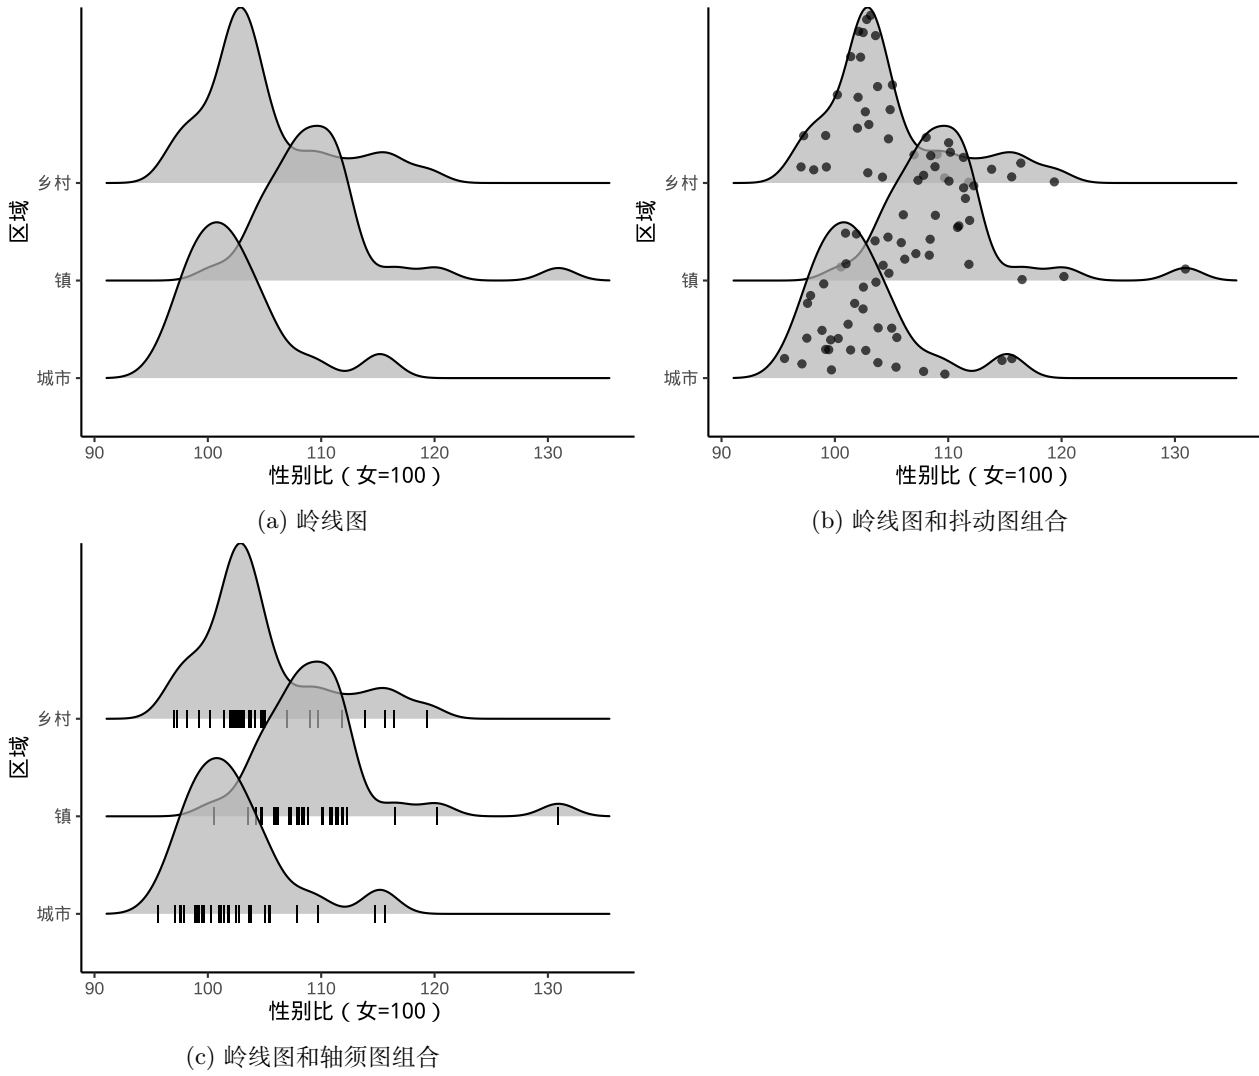 乡村
镇
城市
区域
90 100 110 120 130
性别比（女=100）
(a) 岭线图
乡村
镇
城市
区域
90 100 110 120 130
性别比（女=100）
(b) 岭线图和抖动图组合
乡村
镇
城市
区域
90 100 110 120 130
性别比（女=100）
(c) 岭线图和轴须图组合